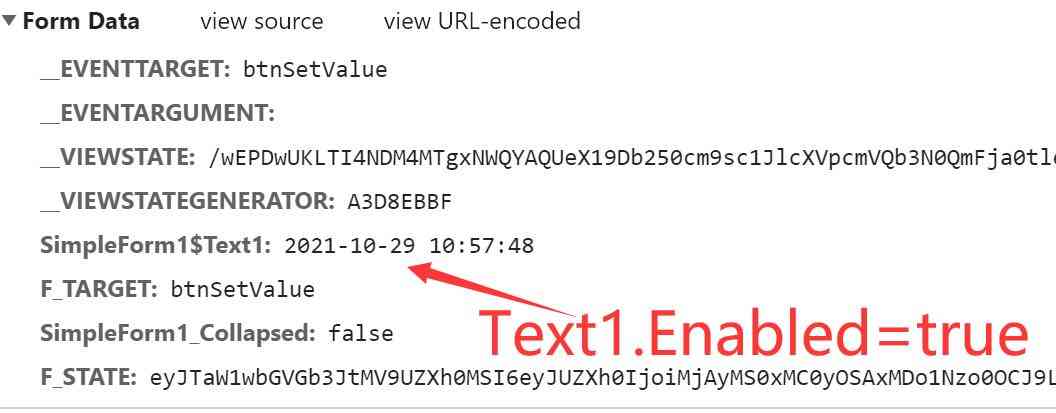 Form Data view source view URL-encoded
__EVENTTARGET: btnSetValue
__EVENTARGUMENT:
__VIEWSTATE: /wEPDwUKLTI4NDM4MTgxNWQYAQUeX19Db250cm9sc1JlcXVpcmVQb3N0QmFja0tl
__VIEWSTATEGENERATOR: A3D8EBBF
SimpleForm1$Text1: 2021-10-29 10:57:48
F_TARGET: btnSetValue
SimpleForm1_Collapsed: false
Text1.Enabled=true
F_STATE: eyJTaW1wbGVGb3JtMV9UZXh0MSI6eyJUZXh0IjoiMjAyMS0xMC0yOSAxMDo1Nzo0OCJ9L